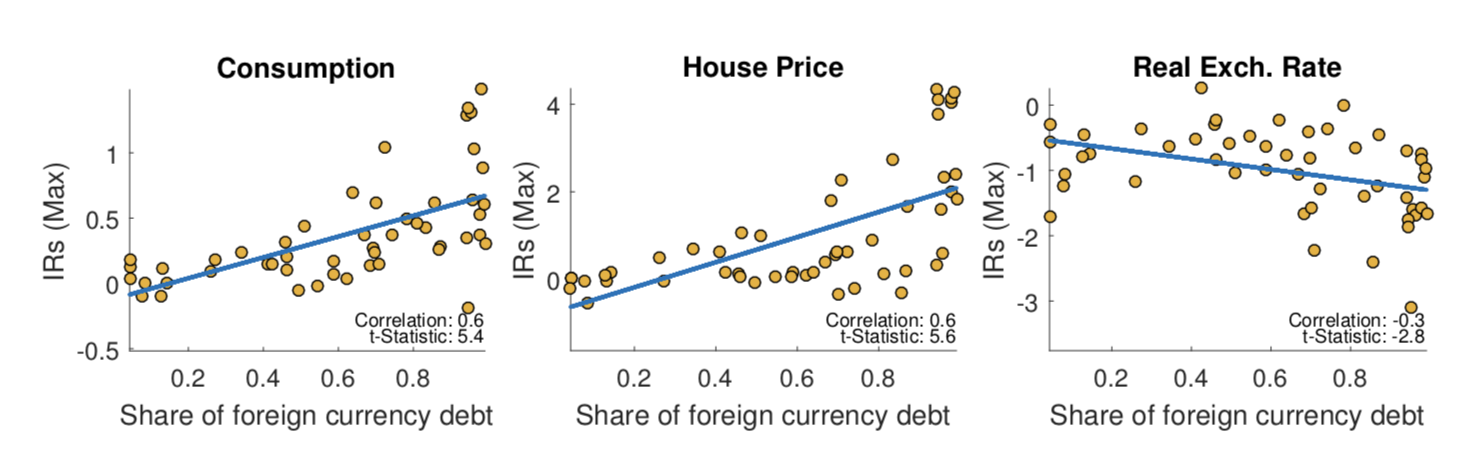 Consumption
IRs (Max)
1
0.5
0
-0.5
Correlation: 0.6
t-Statistic: 5.4
0.2 0.4 0.6 0.8
Share of foreign currency debt
House Price
IRs (Max)
4
2
0
Correlation: 0.6
t-Statistic: 5.6
0.2 0.4 0.6 0.8
Share of foreign currency debt
Real Exch. Rate
IRs (Max)
0
-1
-2
-3
Correlation: -0.3
t-Statistic: -2.8
0.2 0.4 0.6 0.8
Share of foreign currency debt